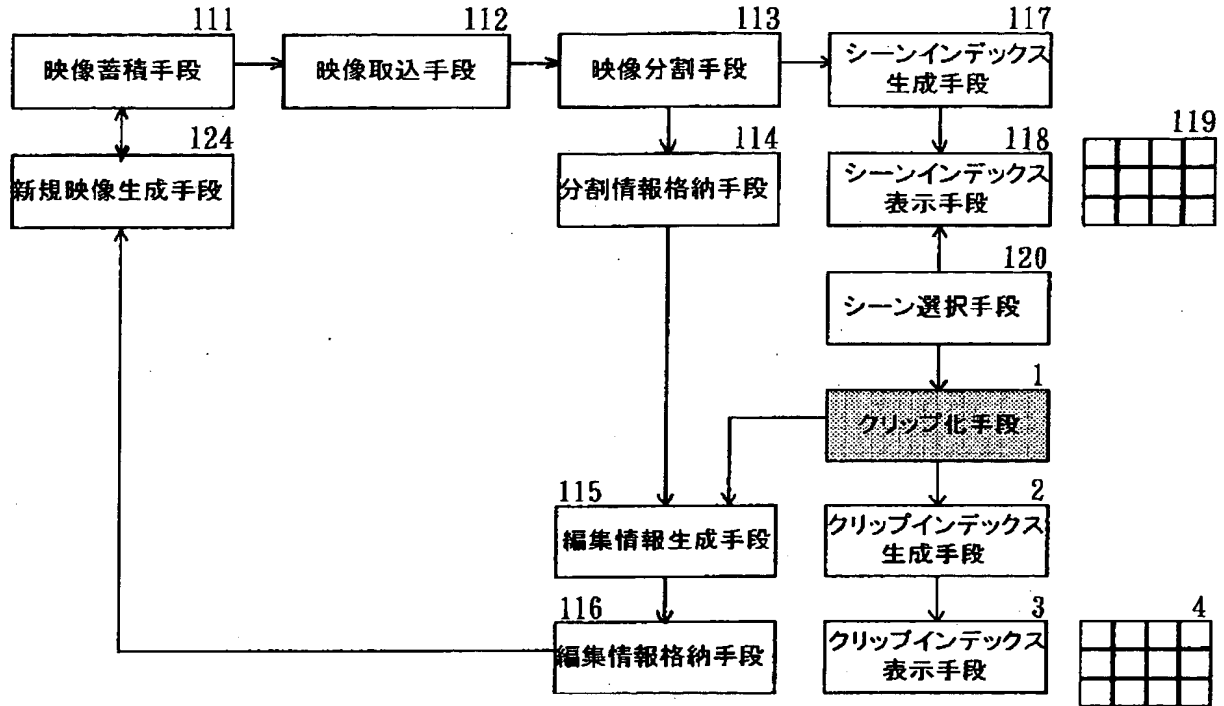 111
映像蓄積手段
112
映像取込手段
113
映像分割手段
117
シーンインデックス
生成手段
124
新規映像生成手段
114
分割情報格納手段
118
シーンインデックス
表示手段
119
120
シーン選択手段
1
クリップ化手段
115
編集情報生成手段
2
クリップインデックス
生成手段
116
編集情報格納手段
3
クリップインデックス
表示手段
4